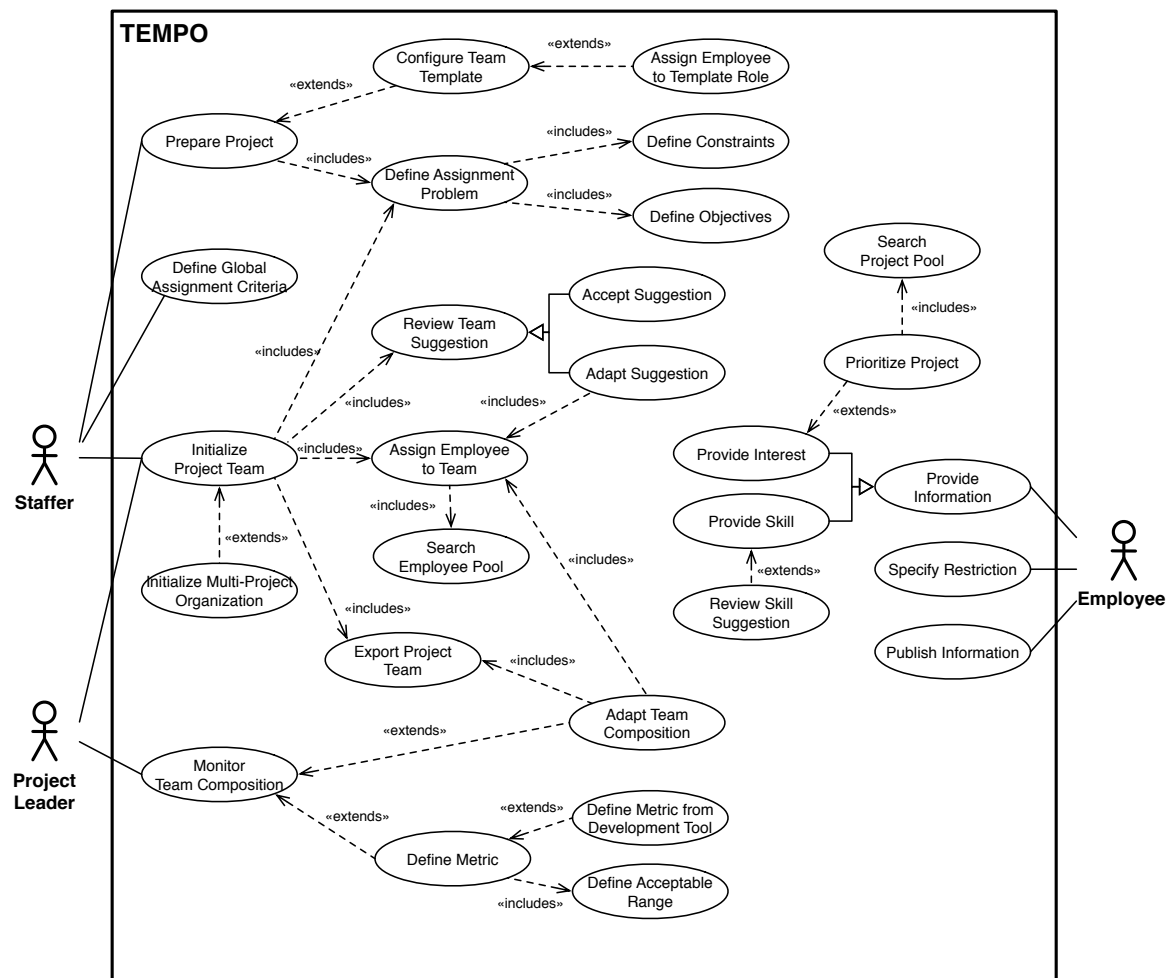 TEMPO
Configure Team
Template
«extends»
Assign Employee
to Template Role
«extends»
Prepare Project
«includes»
Define Assignment
Problem
«includes»
Define Constraints
«includes»
Define Objectives
Define Global
Assignment Criteria
Search
Project Pool
«includes»
Prioritize Project
«extends»
Accept Suggestion
Review Team
Suggestion
Adapt Suggestion
«includes»
«includes»
«includes»
Initialize
Project Team
«includes»
Assign Employee
to Team
Staffer
«includes»
Search
Employee Pool
«extends»
Initialize Multi-Project
Organization
«includes»
«includes»
Provide Interest
Provide
Information
Provide Skill
«extends»
Review Skill
Suggestion
Specify Restriction
Employee
Publish Information
Export Project
Team
«includes»
Adapt Team
Composition
«extends»
Project
Leader
Monitor
Team Composition
«extends»
«extends»
Define Metric from
Development Tool
Define Metric
«includes»
Define Acceptable
Range